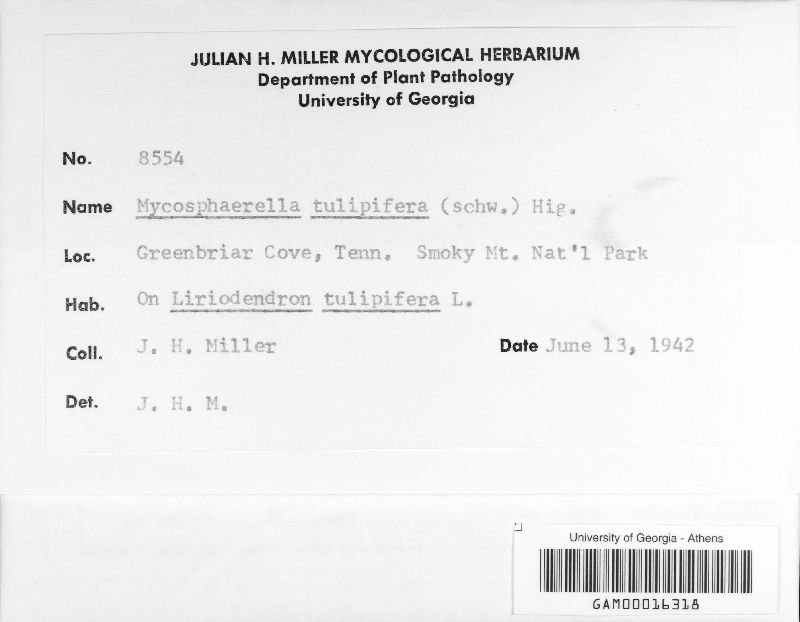 JULIAN H. MILLER MYCOLOGICAL HERBARIUM
Department of Plant Pathology
University of Georgia
No. 8554
Name Mycosphaerella tulipifera (schw.) Hig.
Loc. Greenbriar Cove, Tenn. Smoky Mt. Nat'l Park
Hab. On Liriodendron tulipifera L.
Coll. J. H. Miller Date June 13, 1942
Det. J. H. M.
University of Georgia - Athens
GAM00016318